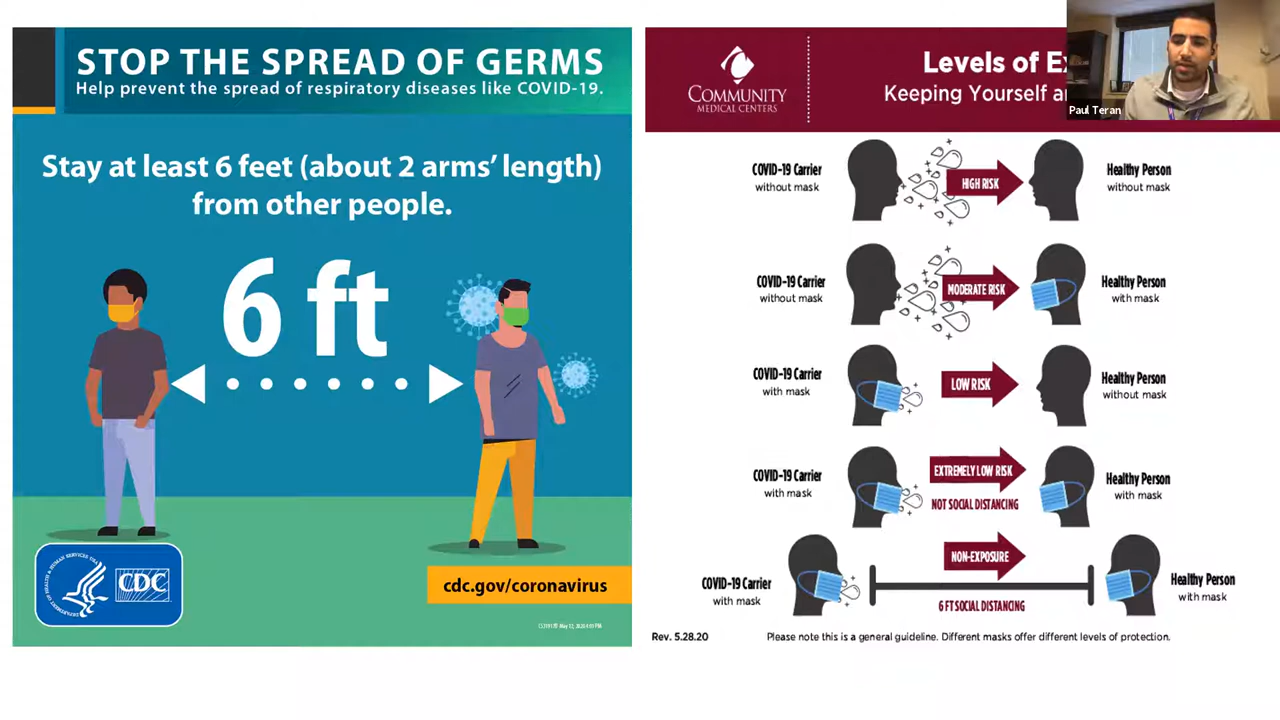 STOP THE SPREAD OF GERMS
Help prevent the spread of respiratory diseases like COVID-19.
Stay at least 6 feet (about 2 arms' length)
from other people.
6 ft
CDC
cdc.gov/coronavirus
COMMUNITY
MEDICAL CENTERS
Levels of
Keeping Yourself
Paul Teran
COVID-19 Carrier
without mask
HIGH RISK
Healthy Person
without mask
COVID-19 Carrier
without mask
MODERATE RISK
Healthy Person
with mask
COVID-19 Carrier
with mask
LOW RISK
Healthy Person
without mask
COVID-19 Carrier
with mask
EXTREMELY LOW RISK
NOT SOCIAL DISTANCING
Healthy Person
with mask
COVID-19 Carrier
with mask
NON-EXPOSURE
6 FT SOCIAL DISTANCING
Healthy Person
with mask
Rev. 5.28.20
Please note this is a general guideline. Different masks offer different levels of protection.